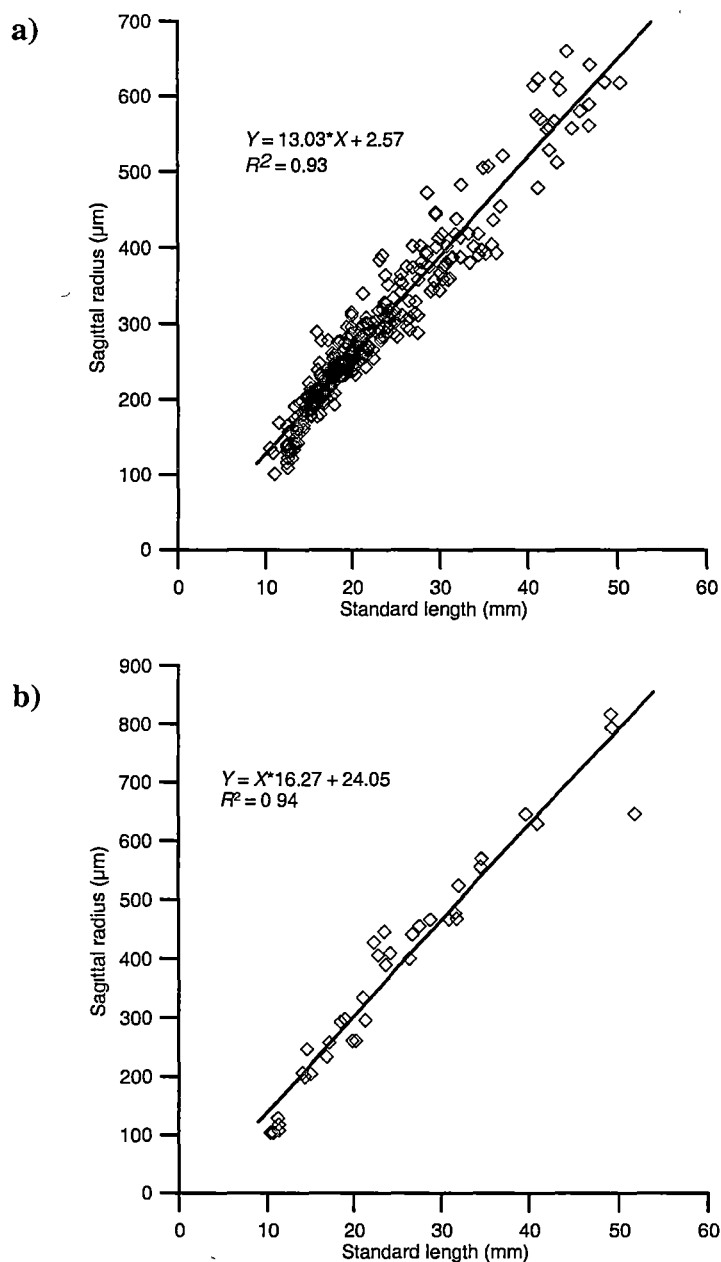 a)
700
600
500
400
300
200
100
0
Sagittal radius (µm)
Y = 13.03*X + 2.57
R² = 0.93
0 10 20 30 40 50 60
Standard length (mm)
b)
900
800
700
600
500
400
300
200
100
0
Sagittal radius (µm)
Y = X*16.27 + 24.05
R² = 0 94
0 10 20 30 40 50 60
Standard length (mm)